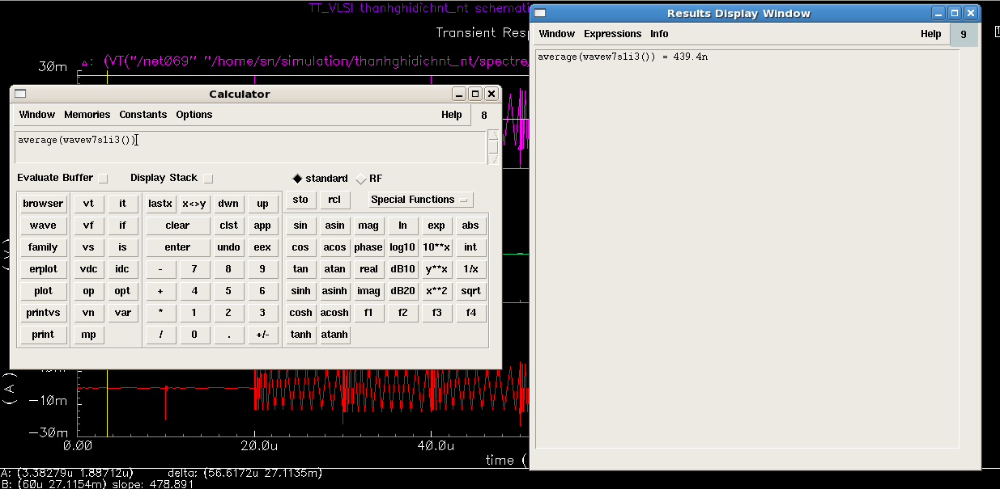 TT_VLSI thanhghidichnt_nt schemati
Transient Res
30m
△: (VT("/net069" "/home/sn/simulation/thanhghidichnt_nt/spectre,
Results Display Window
Window Expressions Info Help 9
average(wavew7s1i3()) = 439.4n
Calculator
Window Memories Constants Options Help 8
average(wavew7s1i3())
Evaluate Buffer Display Stack standard RF
browser vt it lastx x<>y dwn up sto rcl Special Functions
wave vf if clear clst app sin asin mag ln exp abs
family vs is enter undo eex cos acos phase log10 10**x int
erplot vdc idc - 7 8 9 tan atan real dB10 y**x 1/x
plot op opt + 4 5 6 sinh asinh imag dB20 x**2 sqrt
printvs vn var * 1 2 3 cosh acosh f1 f2 f3 f4
print mp / 0 . +/- tanh atanh
(A)
-10m
-30m
0.00 20.0u 40.0u
time (
A: (3.38279u 1.88712u) delta: (56.6172u 27.1135m)
B: (60u 27.1154m) slope: 478.891